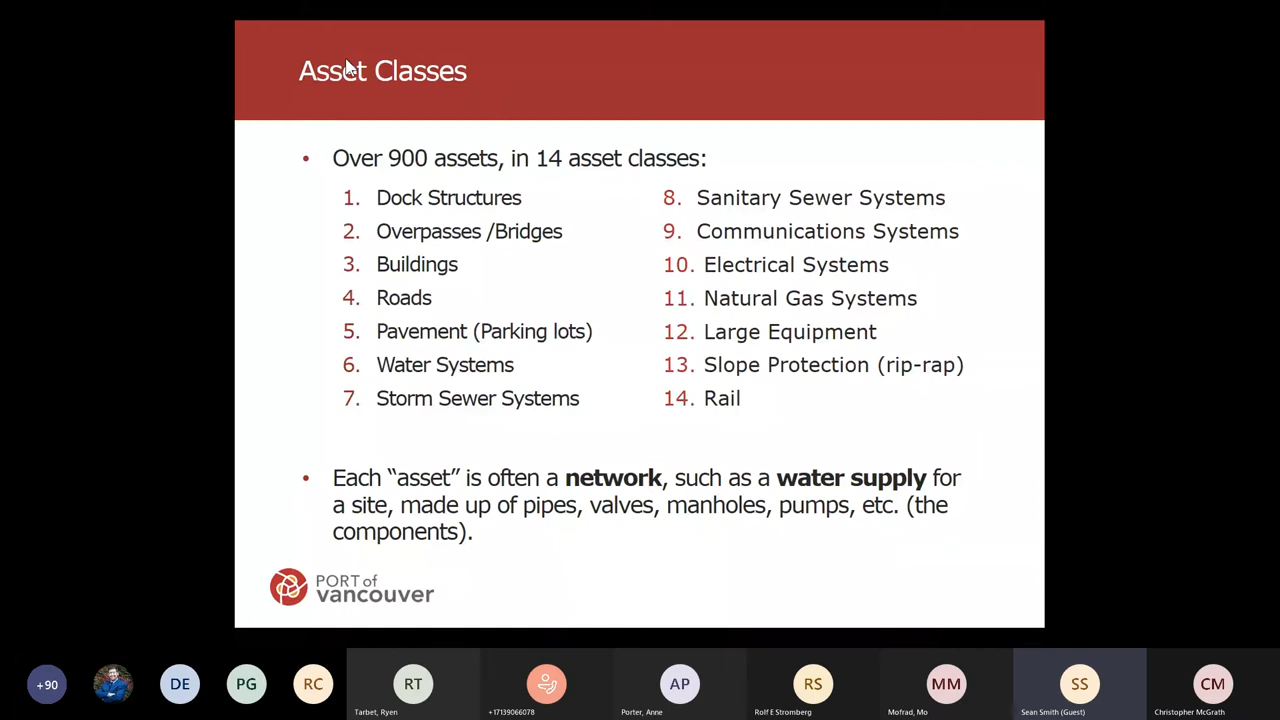 Asset Classes
• Over 900 assets, in 14 asset classes:
1. Dock Structures
2. Overpasses /Bridges
3. Buildings
4. Roads
5. Pavement (Parking lots)
6. Water Systems
7. Storm Sewer Systems
8. Sanitary Sewer Systems
9. Communications Systems
10. Electrical Systems
11. Natural Gas Systems
12. Large Equipment
13. Slope Protection (rip-rap)
14. Rail
• Each “asset” is often a network, such as a water supply for
a site, made up of pipes, valves, manholes, pumps, etc. (the
components).
PORT of
vancouver
+90
DE
PG
RC
RT
Tarbet, Ryen
+17139066078
AP
Porter, Anne
RS
Rolf E Stromberg
MM
Mofrad, Mo
SS
Sean Smith (Guest)
CM
Christopher McGrath